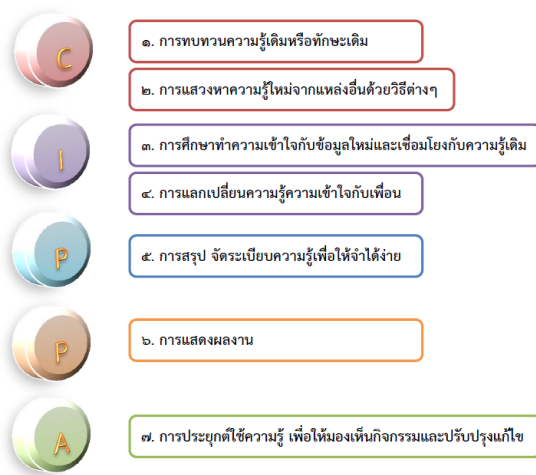 C
๑. การทบทวนความรู้เดิมหรือทักษะเดิม
๒. การแสวงหาความรู้ใหม่จากแหล่งอื่นด้วยวิธีต่างๆ
I
๓. การศึกษาทำความเข้าใจกับข้อมูลใหม่และเชื่อมโยงกับความรู้เดิม
๔. การแลกเปลี่ยนความรู้ความเข้าใจกับเพื่อน
P
๕. การสรุป จัดระเบียบความรู้เพื่อให้จำได้ง่าย
P
๖. การแสดงผลงาน
A
๗. การประยุกต์ใช้ความรู้ เพื่อให้มองเห็นกิจกรรมและปรับปรุงแก้ไข